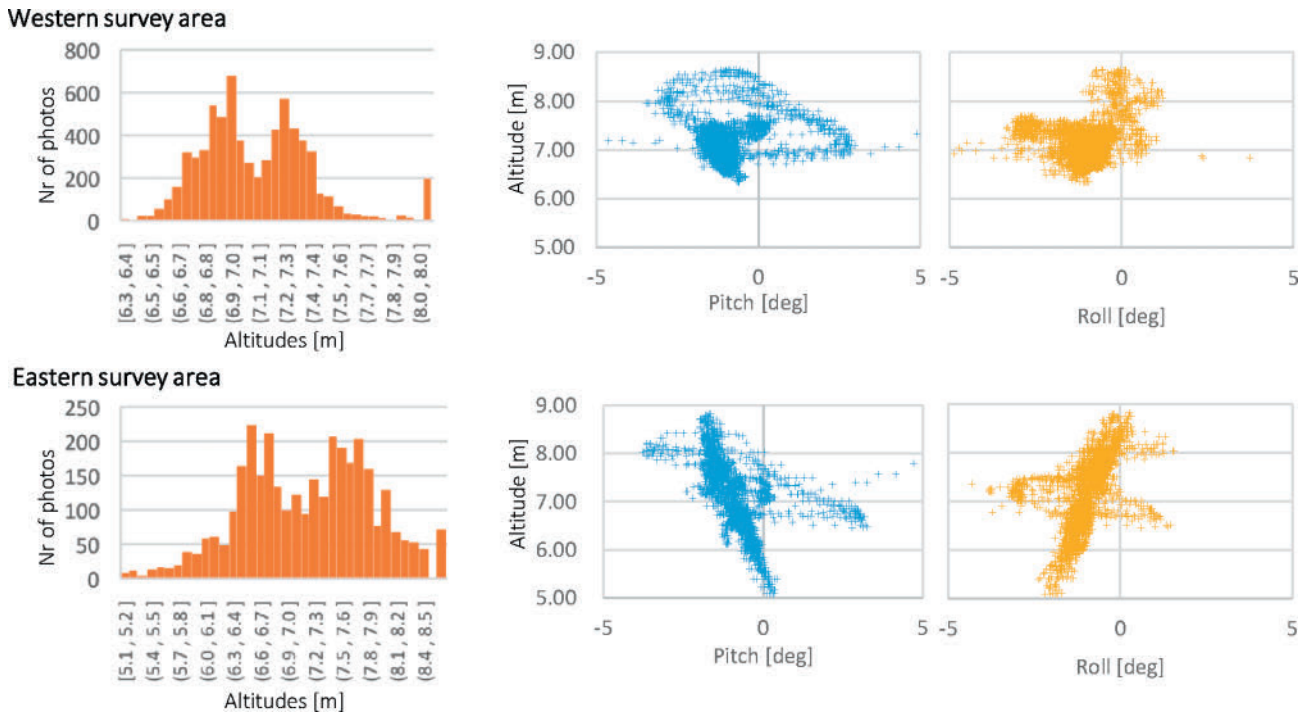 Western survey area
Nr of photos
800
600
400
200
0
[6.3 , 6.4]
(6.5 , 6.5]
(6.6 , 6.7]
(6.8 , 6.8]
(6.9 , 7.0]
(7.1 , 7.1]
(7.2 , 7.3]
(7.4 , 7.4]
(7.5 , 7.6]
(7.7 , 7.7]
(7.8 , 7.9]
(8.0 , 8.0]
Altitudes [m]
Altitude [m]
9.00
8.00
7.00
6.00
5.00
-5 0 5
Pitch [deg]
-5 0 5
Roll [deg]
Eastern survey area
Nr of photos
250
200
150
100
50
0
[5.1 , 5.2]
(5.4 , 5.5]
(5.7 , 5.8]
(6.0 , 6.1]
(6.3 , 6.4]
(6.6 , 6.7]
(6.9 , 7.0]
(7.2 , 7.3]
(7.5 , 7.6]
(7.8 , 7.9]
(8.1 , 8.2]
(8.4 , 8.5]
Altitudes [m]
Altitude [m]
9.00
8.00
7.00
6.00
5.00
-5 0 5
Pitch [deg]
-5 0 5
Roll [deg]